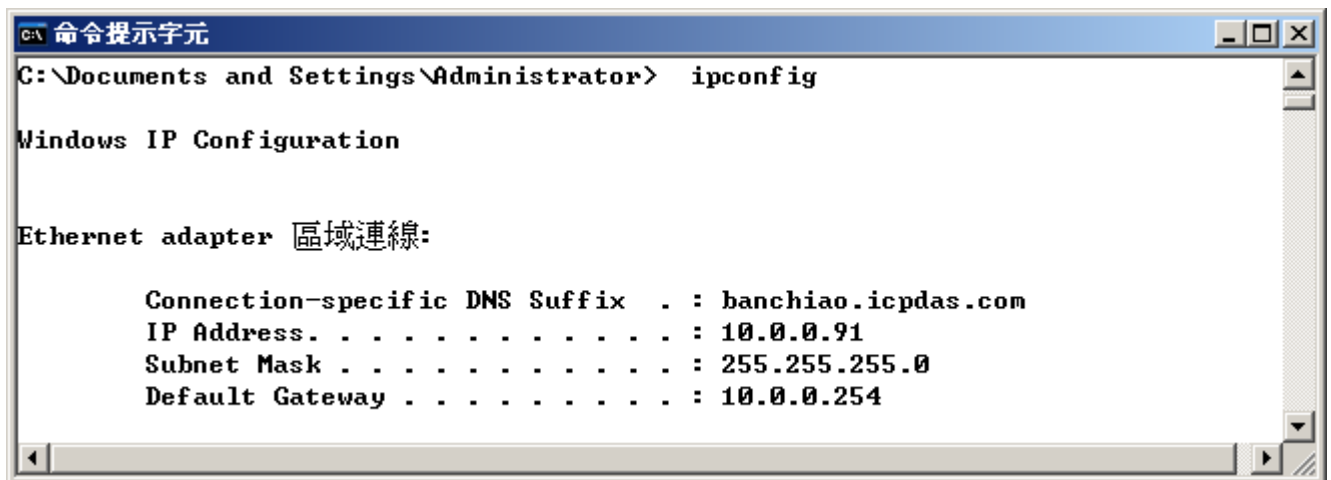 命令提示字元
C:\Documents and Settings\Administrator>  ipconfig
Windows IP Configuration
Ethernet adapter 區域連線:
Connection-specific DNS Suffix  . : banchiao.icpdas.com
IP Address. . . . . . . . . . . . : 10.0.0.91
Subnet Mask . . . . . . . . . . . : 255.255.255.0
Default Gateway . . . . . . . . . : 10.0.0.254